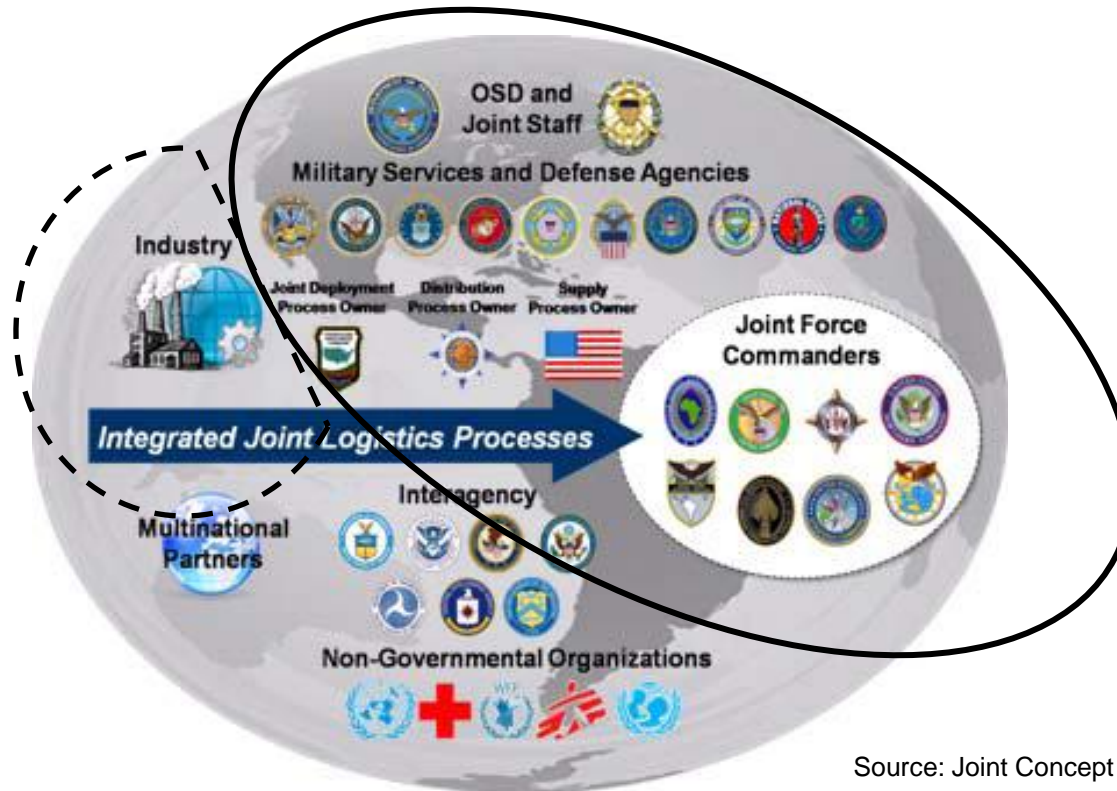 OSD and
Joint Staff
Military Services and Defense Agencies
Industry
Joint Deployment
Process Owner
Distribution
Process Owner
Supply
Process Owner
Joint Force
Commanders
Integrated Joint Logistics Processes
Interagency
Multinational
Partners
Non-Governmental Organizations
WFP
Source: Joint Concept